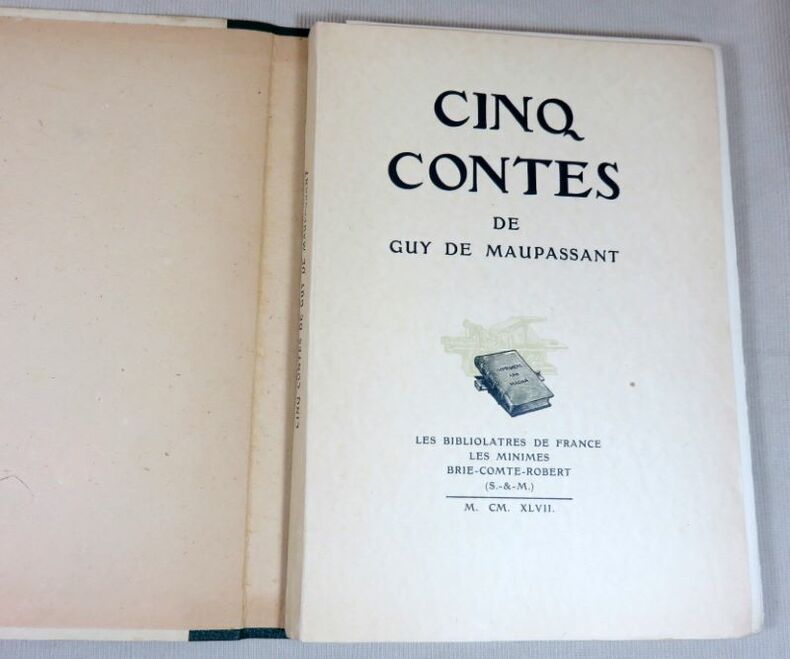 CINQ
CONTES
DE
GUY DE MAUPASSANT
LES BIBLIOLATRES DE FRANCE
LES MINIMES
BRIE-COMTE-ROBERT
(S.-&-M.)
M. CM. XLVII.
CINQ CONTES DE GUY DE MAUPASSANT